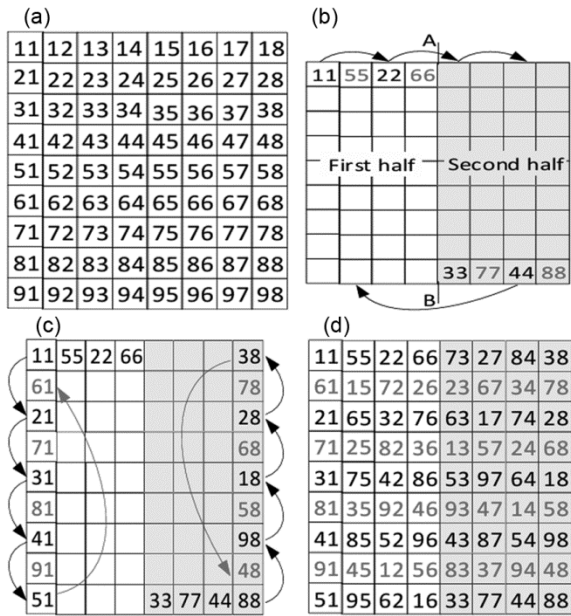 (a)
11 12 13 14 15 16 17 18
21 22 23 24 25 26 27 28
31 32 33 34 35 36 37 38
41 42 43 44 45 46 47 48
51 52 53 54 55 56 57 58
61 62 63 64 65 66 67 68
71 72 73 74 75 76 77 78
81 82 83 84 85 86 87 88
91 92 93 94 95 96 97 98
(b)
A
11 55 22 66
First half Second half
33 77 44 88
B
(c)
11 55 22 66 38
61 78
21 28
71 68
31 18
81 58
41 98
91 48
51 33 77 44 88
(d)
11 55 22 66 73 27 84 38
61 15 72 26 23 67 34 78
21 65 32 76 63 17 74 28
71 25 82 36 13 57 24 68
31 75 42 86 53 97 64 18
81 35 92 46 93 47 14 58
41 85 52 96 43 87 54 98
91 45 12 56 83 37 94 48
51 95 62 16 33 77 44 88